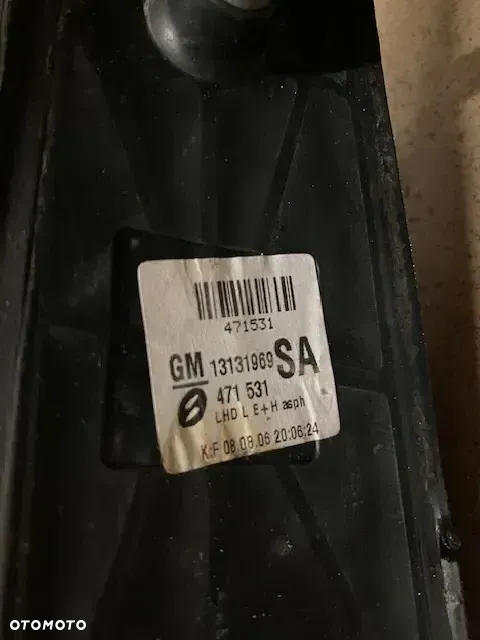 471531
GM 13131969 SA
471 531
LHD L E+H asph
K:F 08.08.06 20:06:24
OTOMOTO